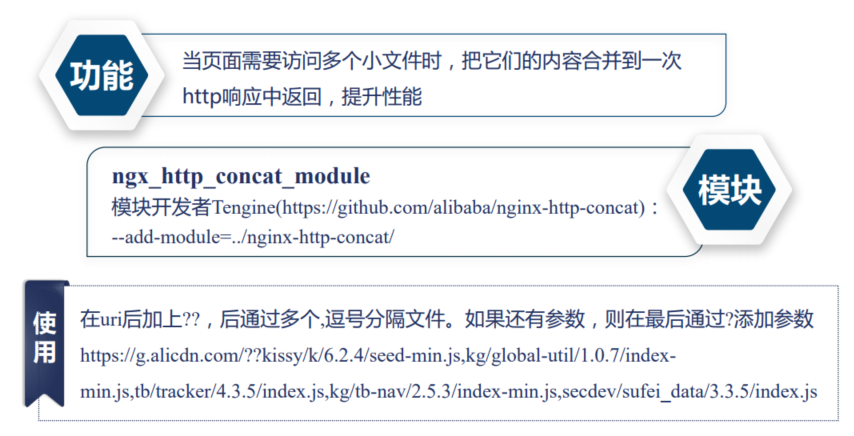 功能
当页面需要访问多个小文件时，把它们的内容合并到一次
http响应中返回，提升性能
ngx_http_concat_module
模块开发者Tengine(https://github.com/alibaba/nginx-http-concat)：
--add-module=../nginx-http-concat/
模块
使用
在uri后加上??，后通过多个,逗号分隔文件。如果还有参数，则在最后通过?添加参数
https://g.alicdn.com/??kissy/k/6.2.4/seed-min.js,kg/global-util/1.0.7/index-
min.js,tb/tracker/4.3.5/index.js,kg/tb-nav/2.5.3/index-min.js,secdev/sufei_data/3.3.5/index.js